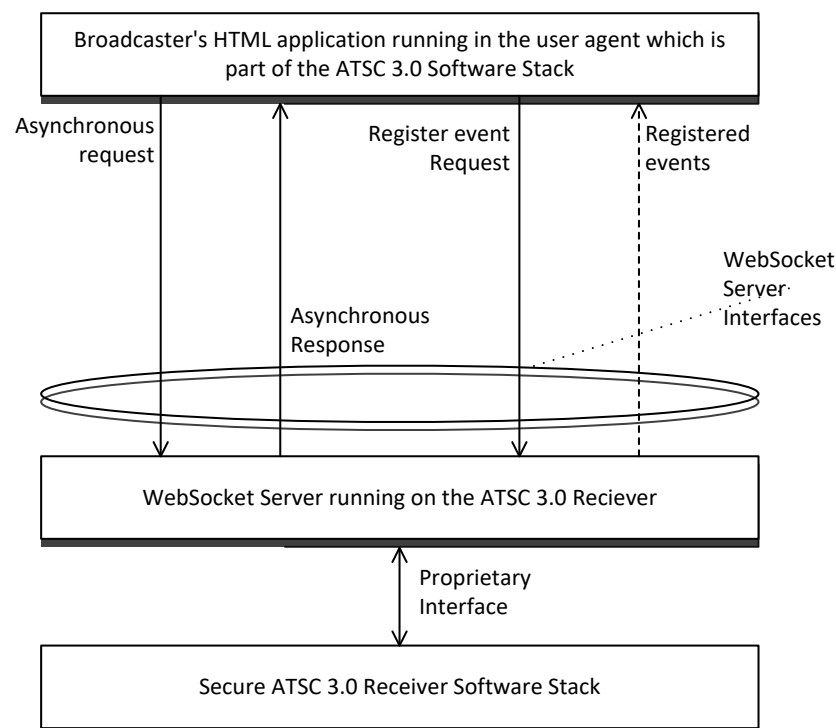 Broadcaster's HTML application running in the user agent which is
part of the ATSC 3.0 Software Stack
Asynchronous
request
Register event
Request
Registered
events
WebSocket
Server
Interfaces
Asynchronous
Response
WebSocket Server running on the ATSC 3.0 Reciever
Proprietary
Interface
Secure ATSC 3.0 Receiver Software Stack